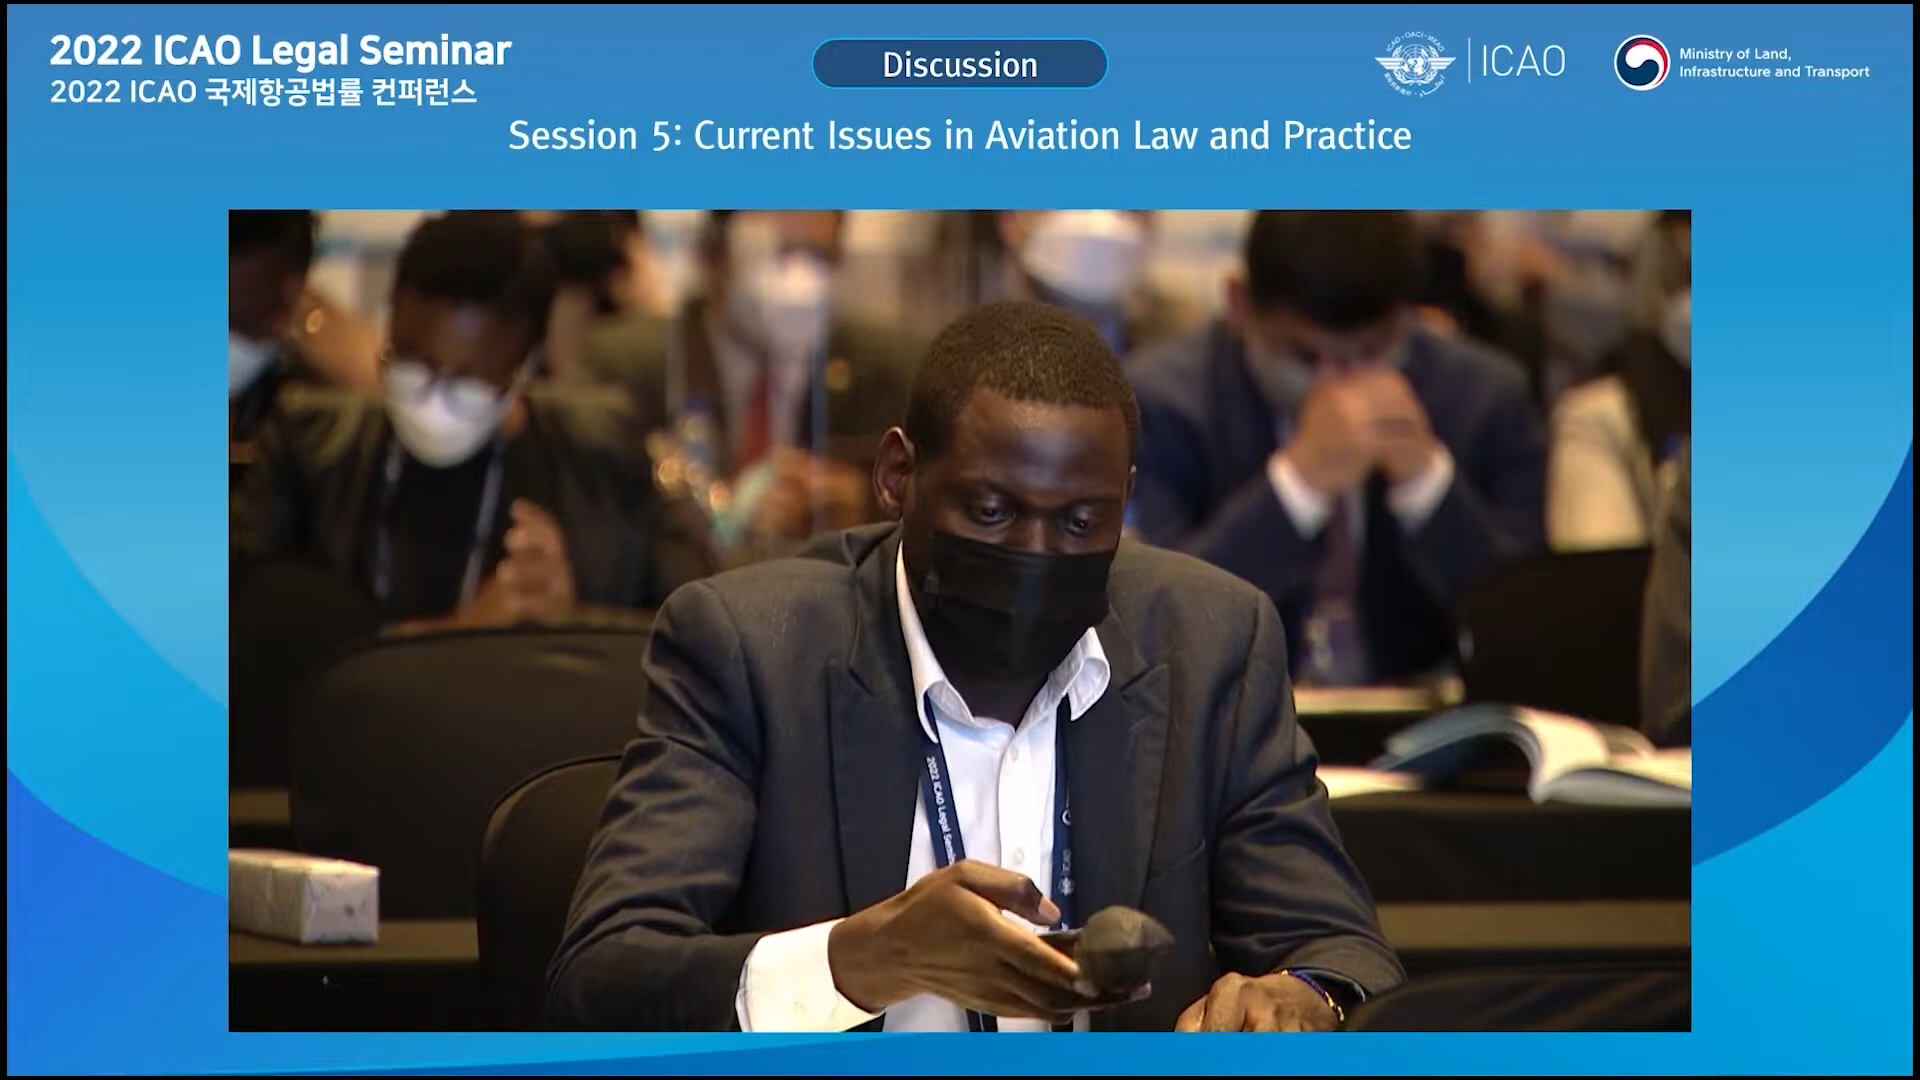 2022 ICAO Legal Seminar
2022 ICAO 국제항공법률 컨퍼런스
Discussion
ICAO
Ministry of Land,
Infrastructure and Transport
Session 5: Current Issues in Aviation Law and Practice
2022 ICAO Legal
ICAO